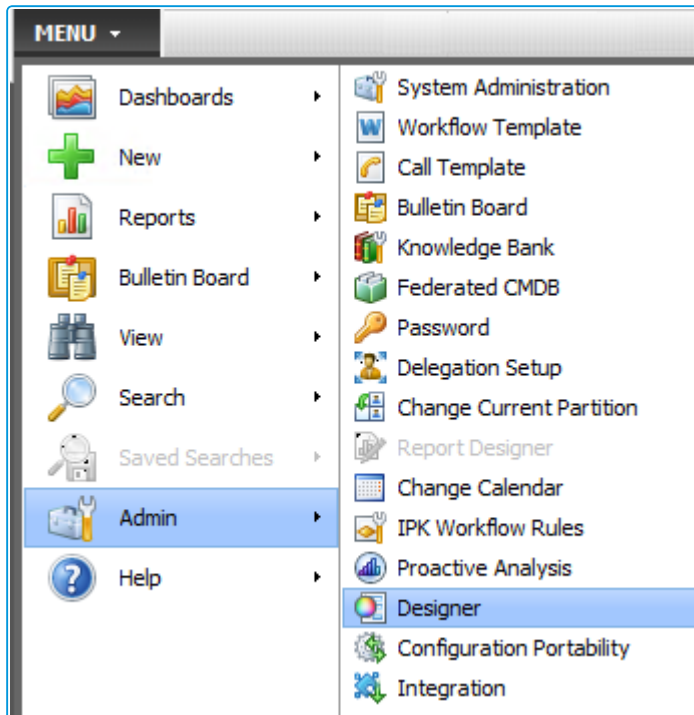 MENU
Dashboards
New
Reports
Bulletin Board
View
Search
Saved Searches
Admin
Help
System Administration
Workflow Template
Call Template
Bulletin Board
Knowledge Bank
Federated CMDB
Password
Delegation Setup
Change Current Partition
Report Designer
Change Calendar
IPK Workflow Rules
Proactive Analysis
Designer
Configuration Portability
Integration